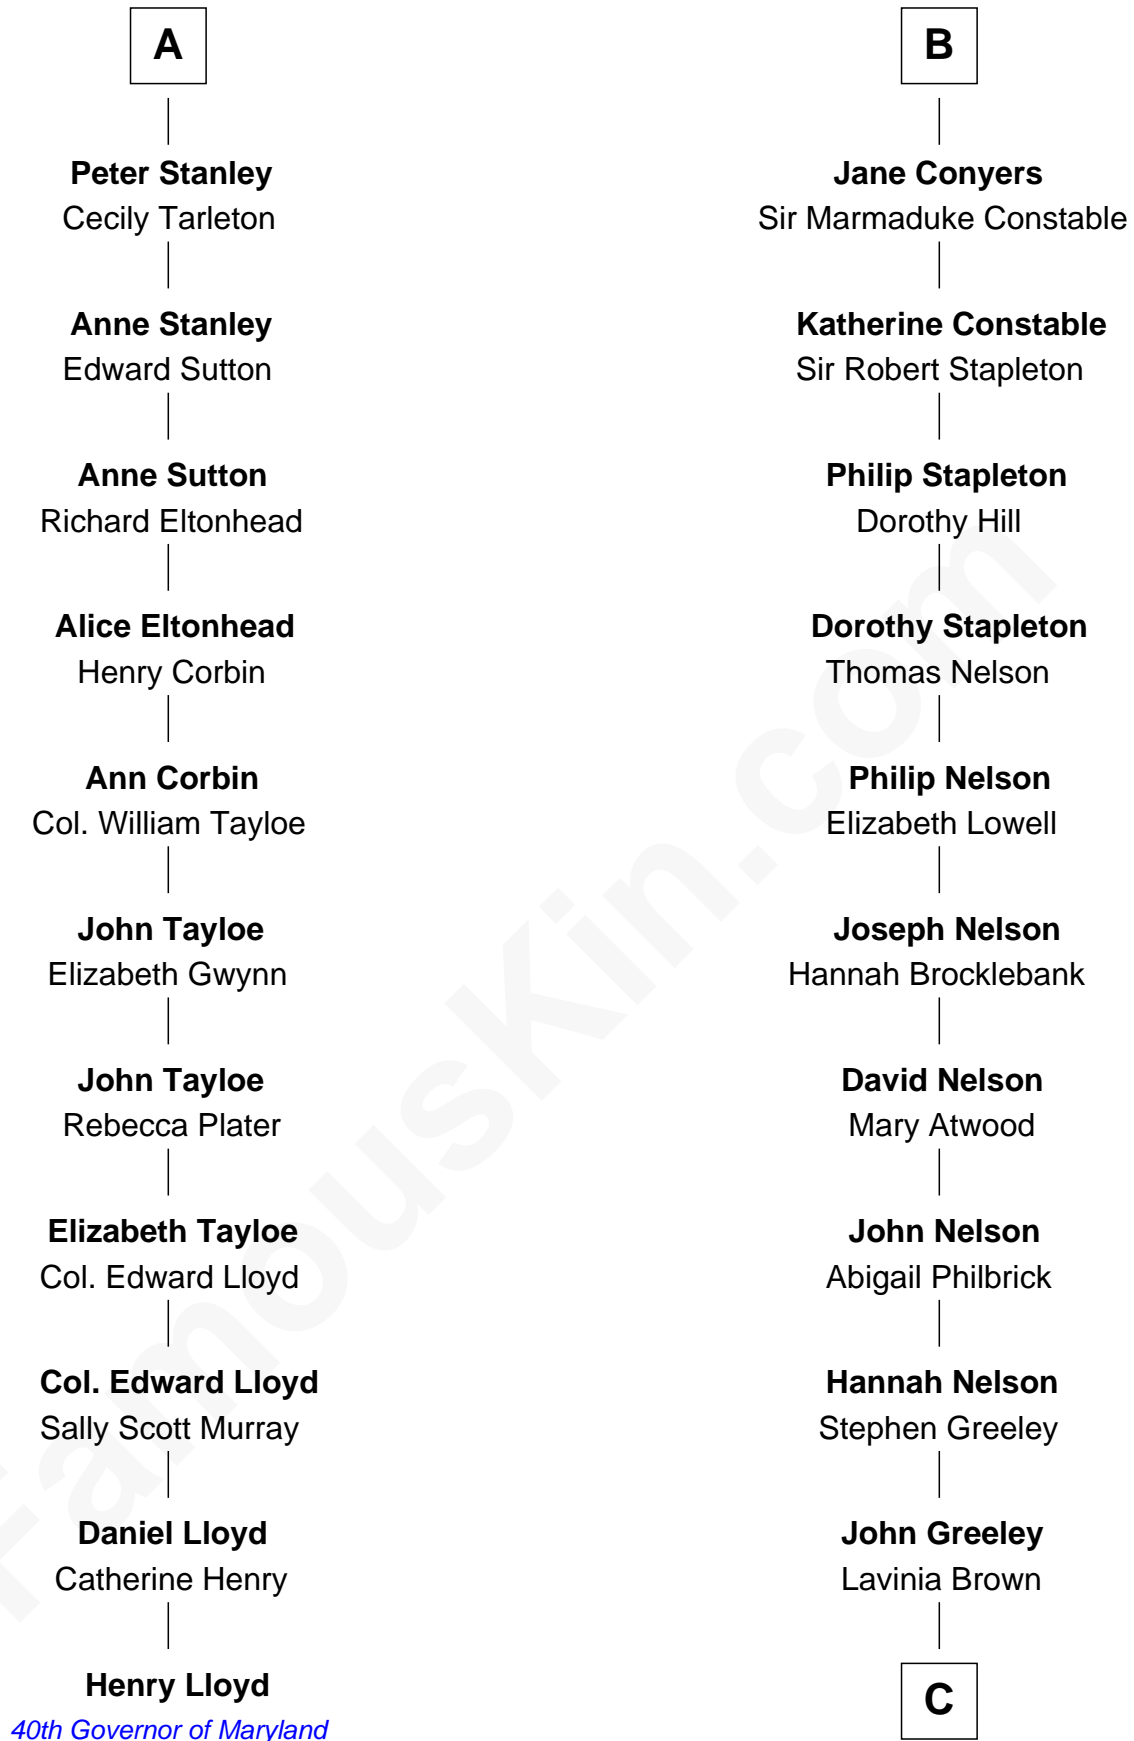 A
Peter Stanley
Cecily Tarleton
Anne Stanley
Edward Sutton
Anne Sutton
Richard Eltonhead
Alice Eltonhead
Henry Corbin
Ann Corbin
Col. William Tayloe
John Tayloe
Elizabeth Gwynn
John Tayloe
Rebecca Plater
Elizabeth Tayloe
Col. Edward Lloyd
Col. Edward Lloyd
Sally Scott Murray
Daniel Lloyd
Catherine Henry
Henry Lloyd
40th Governor of Maryland
B
Jane Conyers
Sir Marmaduke Constable
Katherine Constable
Sir Robert Stapleton
Philip Stapleton
Dorothy Hill
Dorothy Stapleton
Thomas Nelson
Philip Nelson
Elizabeth Lowell
Joseph Nelson
Hannah Brocklebank
David Nelson
Mary Atwood
John Nelson
Abigail Philbrick
Hannah Nelson
Stephen Greeley
John Greeley
Lavinia Brown
C
FamousKin.com